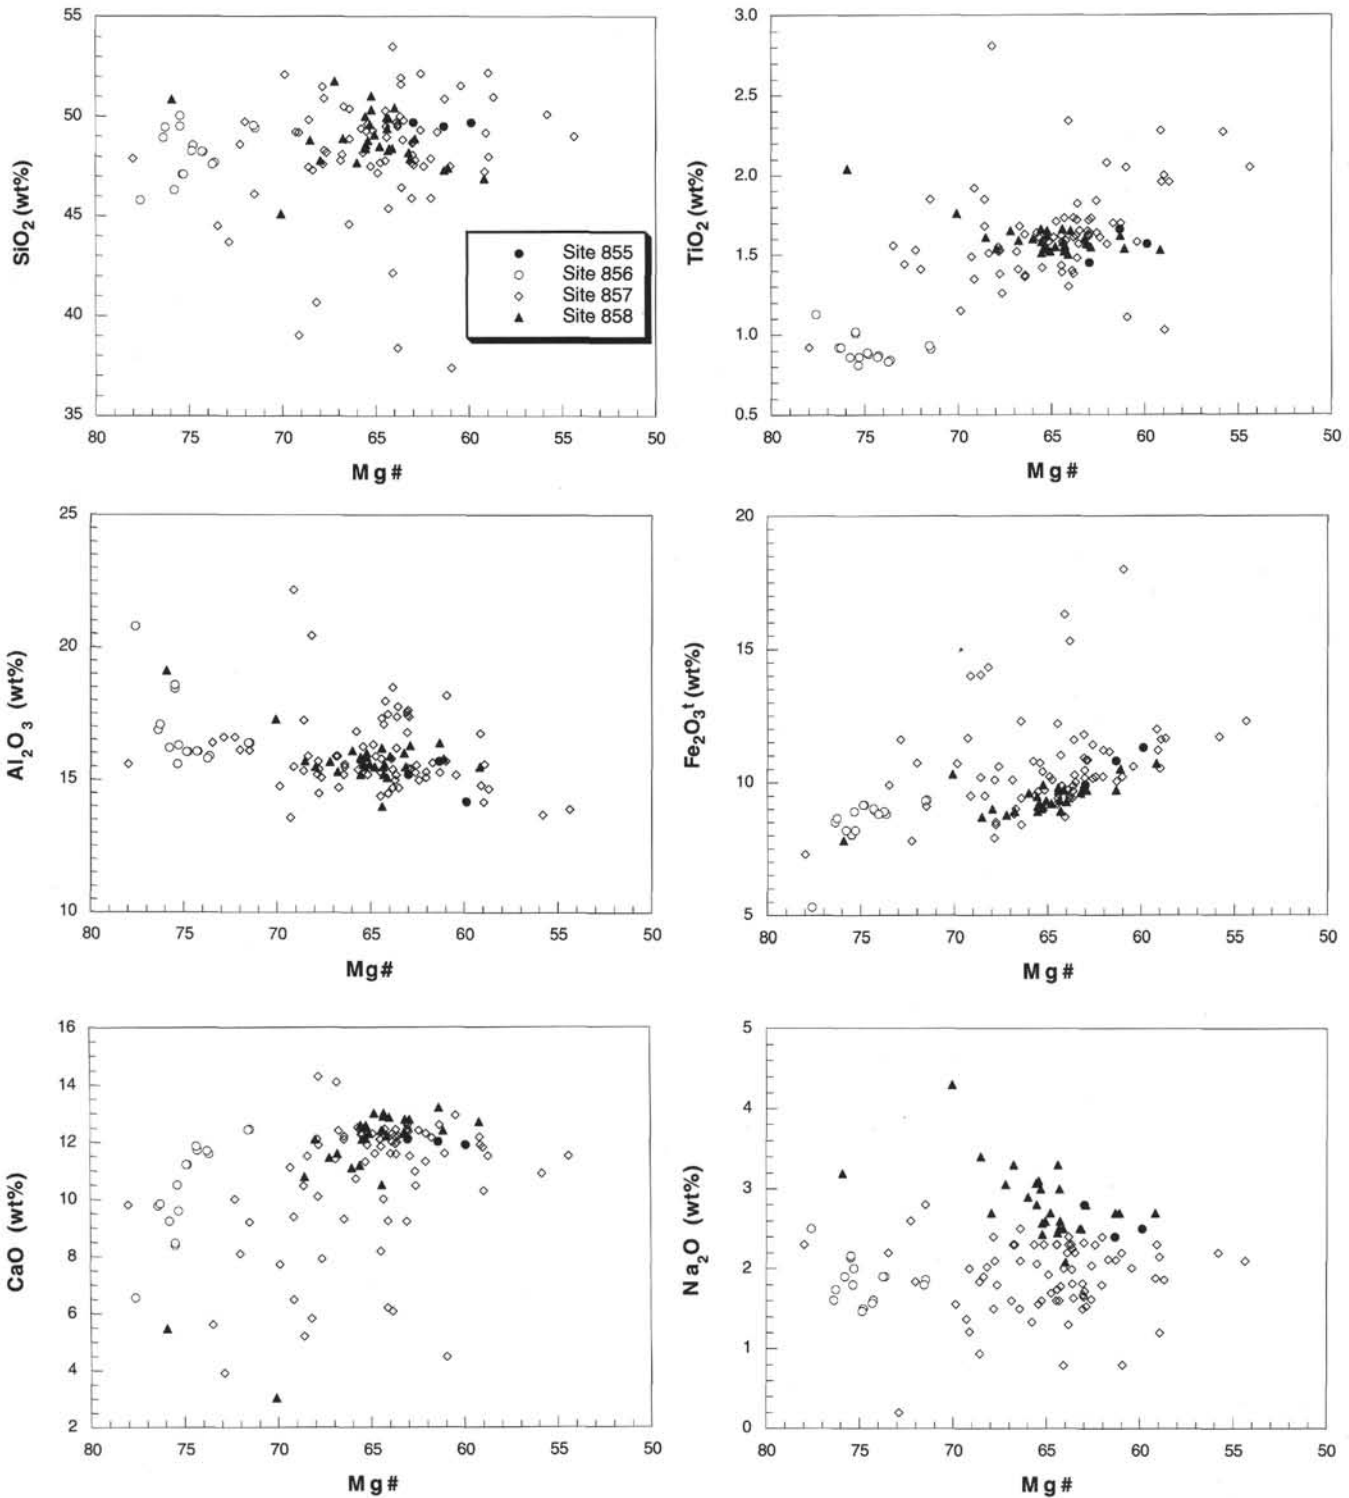 55
50
45
40
35
SiO2 (wt%)
Site 855
Site 856
Site 857
Site 858
80 75 70 65 60 55 50
Mg#
3.0
2.5
2.0
1.5
1.0
0.5
TiO2 (wt%)
80 75 70 65 60 55 50
Mg#
25
20
15
10
Al2O3 (wt%)
80 75 70 65 60 55 50
Mg#
20
15
10
5
Fe2O3t (wt%)
80 75 70 65 60 55 50
Mg#
16
14
12
10
8
6
4
2
CaO (wt%)
80 75 70 65 60 55 50
Mg#
5
4
3
2
1
0
Na2O (wt%)
80 75 70 65 60 55 50
Mg#